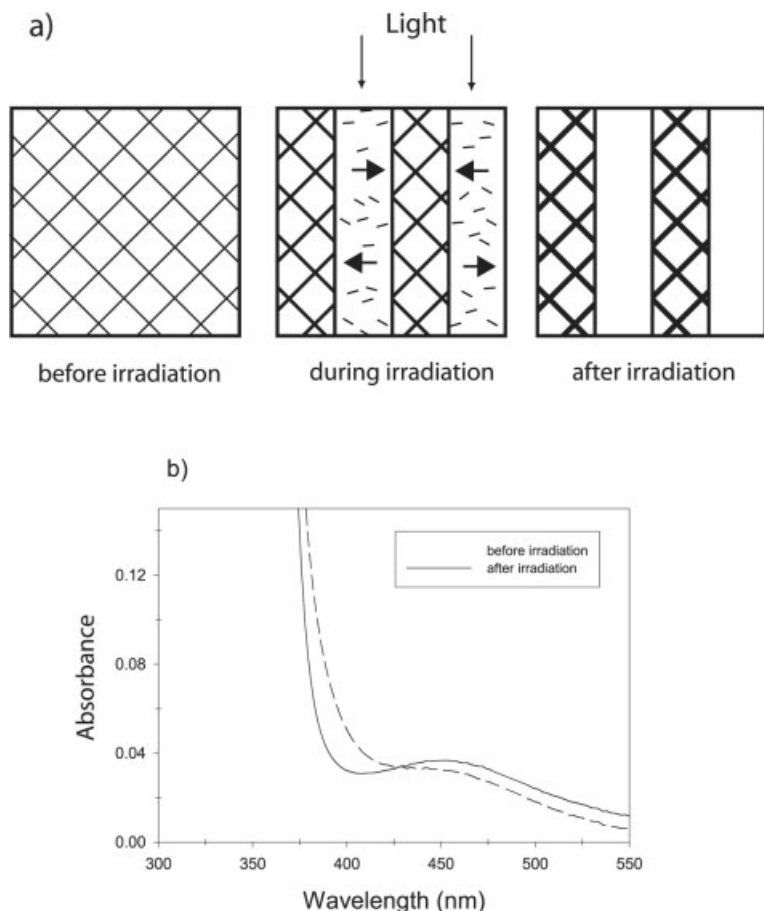 a)
Light
before irradiation
during irradiation
after irradiation
b)
before irradiation
after irradiation
0.12
0.08
0.04
0.00
Absorbance
300
350
400
450
500
550
Wavelength (nm)